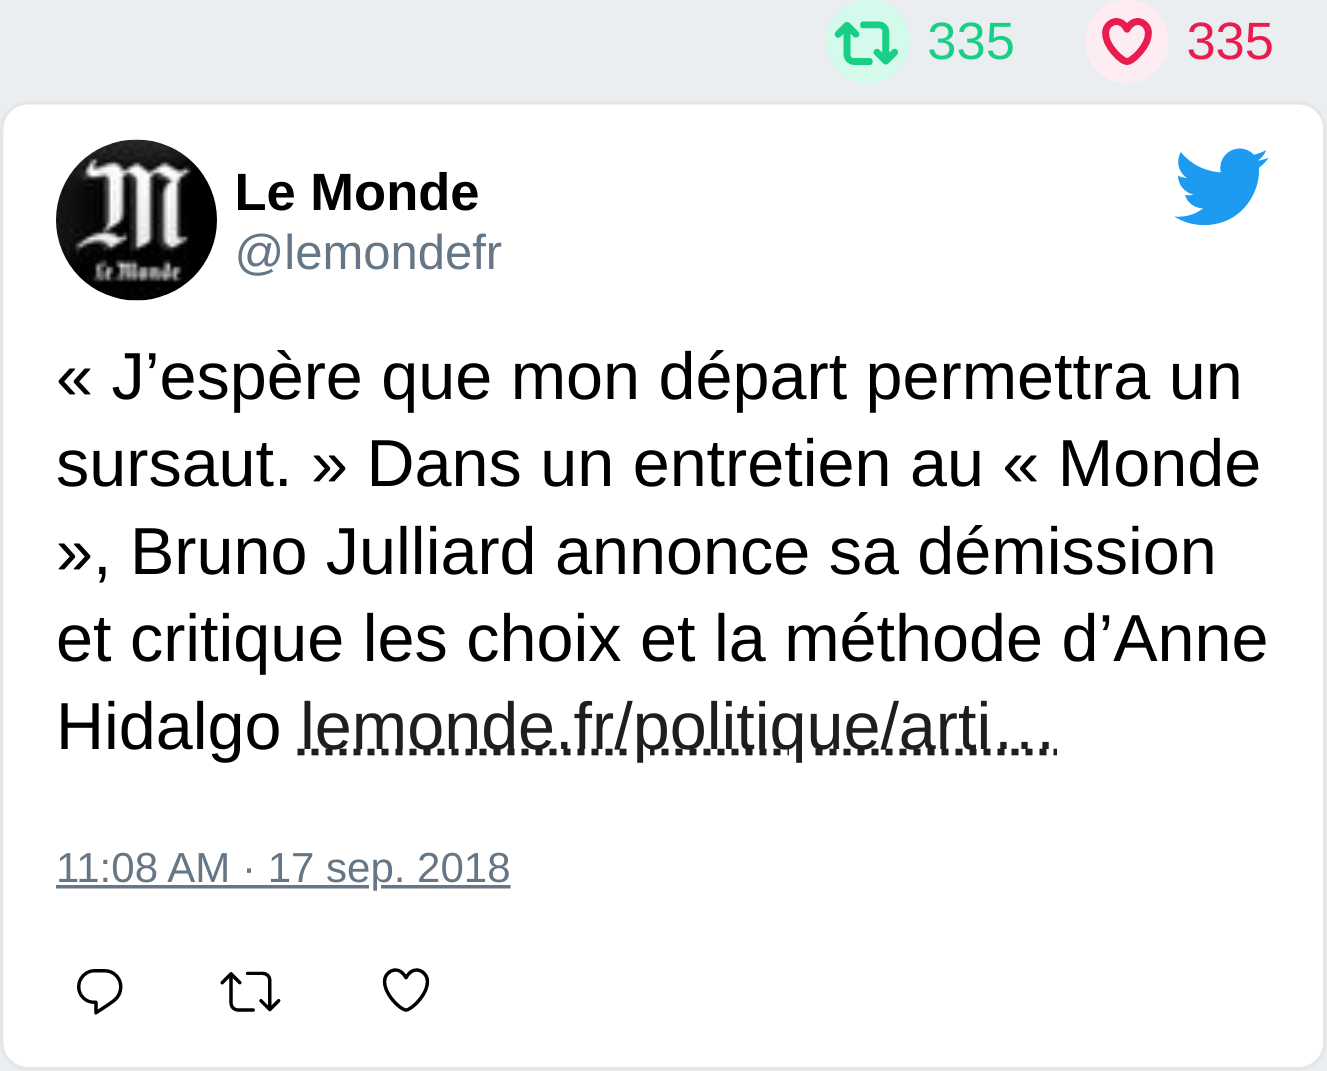 335 335
Le Monde
Le Monde
@lemondefr
« J’espère que mon départ permettra un
sursaut. » Dans un entretien au « Monde
», Bruno Julliard annonce sa démission
et critique les choix et la méthode d’Anne
Hidalgo lemonde.fr/politique/arti…
11:08 AM · 17 sep. 2018